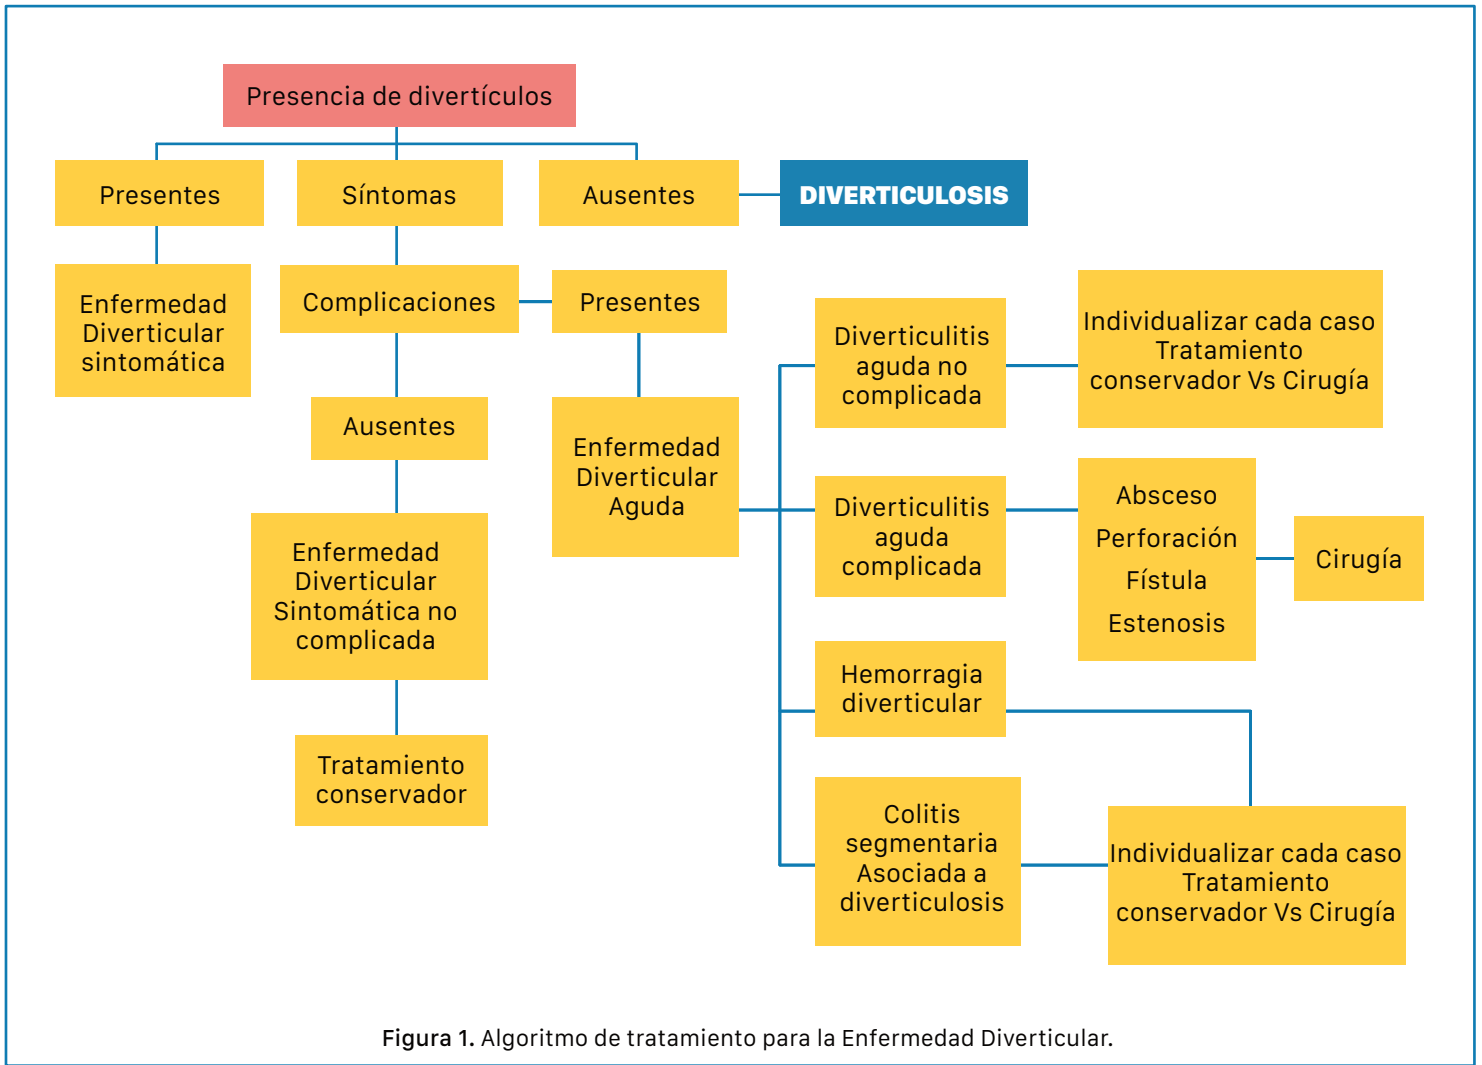 Presencia de divertículos
Presentes
Síntomas
Ausentes
DIVERTICULOSIS
Enfermedad
Diverticular
sintomática
Complicaciones
Presentes
Ausentes
Enfermedad
Diverticular
Sintomática no
complicada
Tratamiento
conservador
Enfermedad
Diverticular
Aguda
Diverticulitis
aguda no
complicada
Individualizar cada caso
Tratamiento
conservador Vs Cirugía
Diverticulitis
aguda
complicada
Absceso
Perforación
Fístula
Estenosis
Cirugía
Hemorragia
diverticular
Colitis
segmentaria
Asociada a
diverticulosis
Individualizar cada caso
Tratamiento
conservador Vs Cirugía
Figura 1. Algoritmo de tratamiento para la Enfermedad Diverticular.